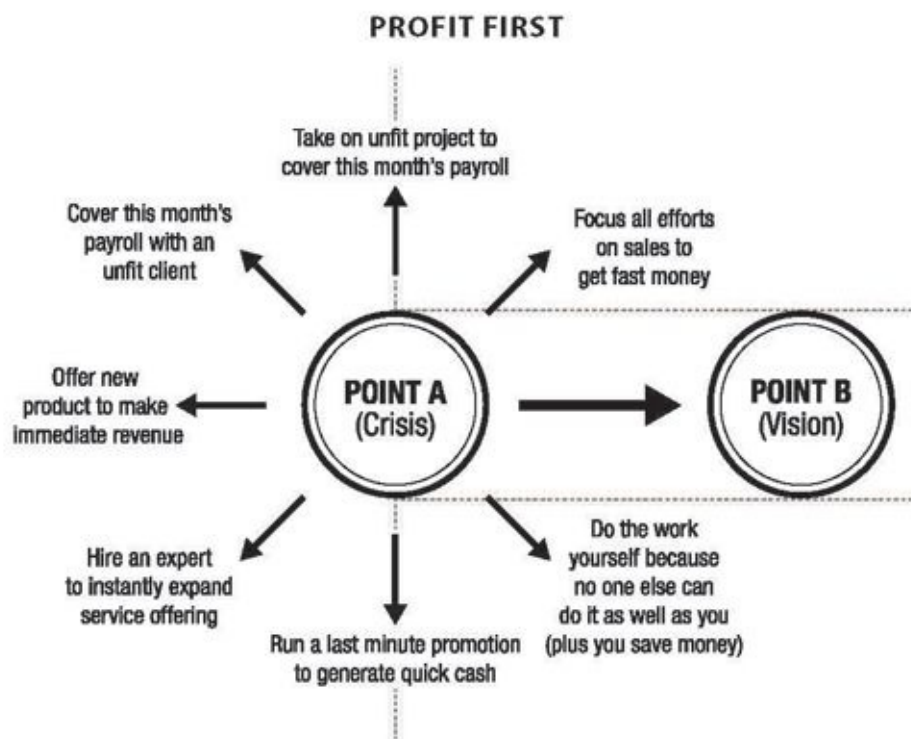 PROFIT FIRST
Take on unfit project to
cover this month's payroll
Cover this month's
payroll with an
unfit client
Focus all efforts
on sales to
get fast money
Offer new
product to make
immediate revenue
POINT A
(Crisis)
POINT B
(Vision)
Hire an expert
to instantly expand
service offering
Run a last minute promotion
to generate quick cash
Do the work
yourself because
no one else can
do it as well as you
(plus you save money)